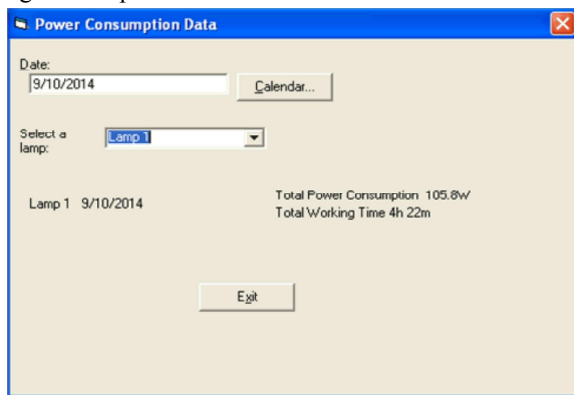 Power Consumption Data
Date:
9/10/2014
Calendar...
Select a
lamp:
Lamp 1
Lamp 1 9/10/2014
Total Power Consumption 105.8W
Total Working Time 4h 22m
Exit